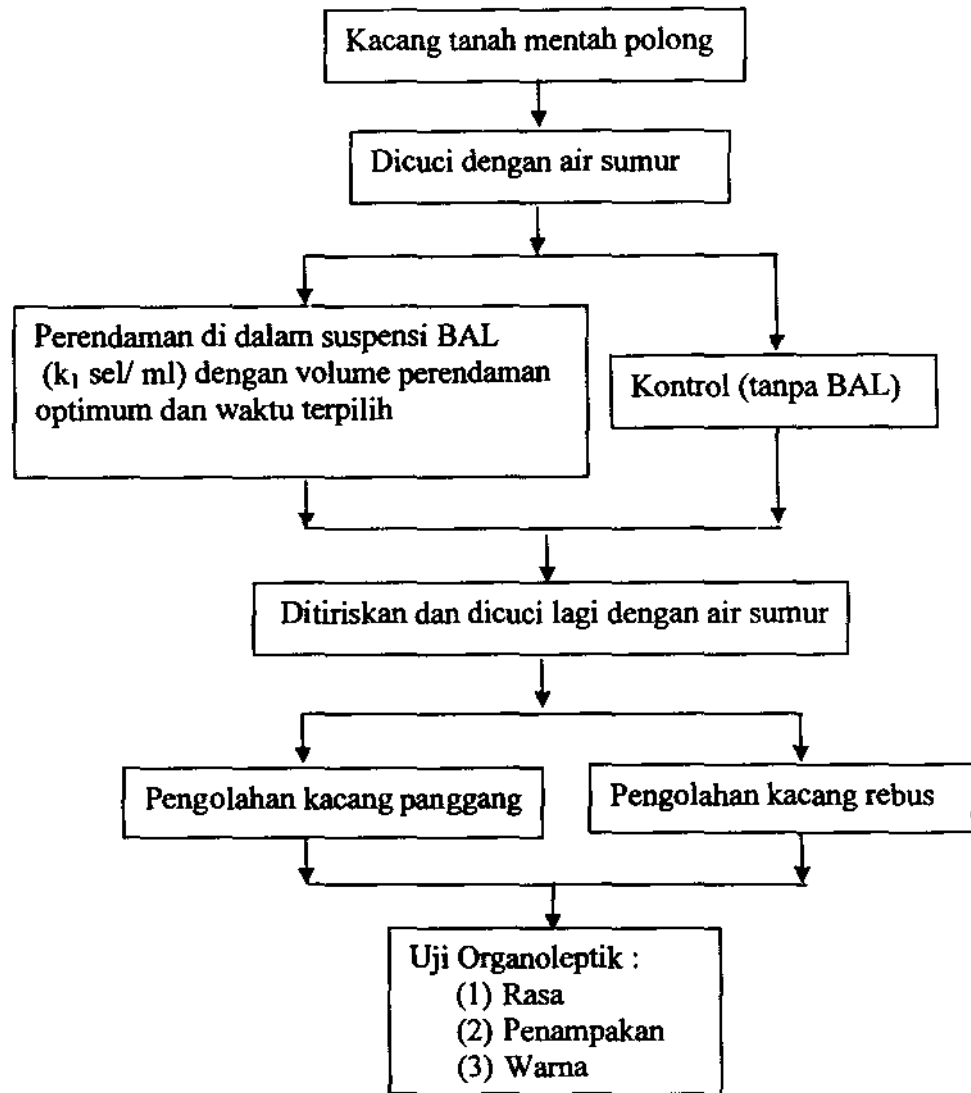 Kacang tanah mentah polong
Dicuci dengan air sumur
Perendaman di dalam suspensi BAL
(k₁ sel/ ml) dengan volume perendaman
optimum dan waktu terpilih
Kontrol (tanpa BAL)
Ditiriskan dan dicuci lagi dengan air sumur
Pengolahan kacang panggang
Pengolahan kacang rebus
Uji Organoleptik :
(1) Rasa
(2) Penampakan
(3) Warna